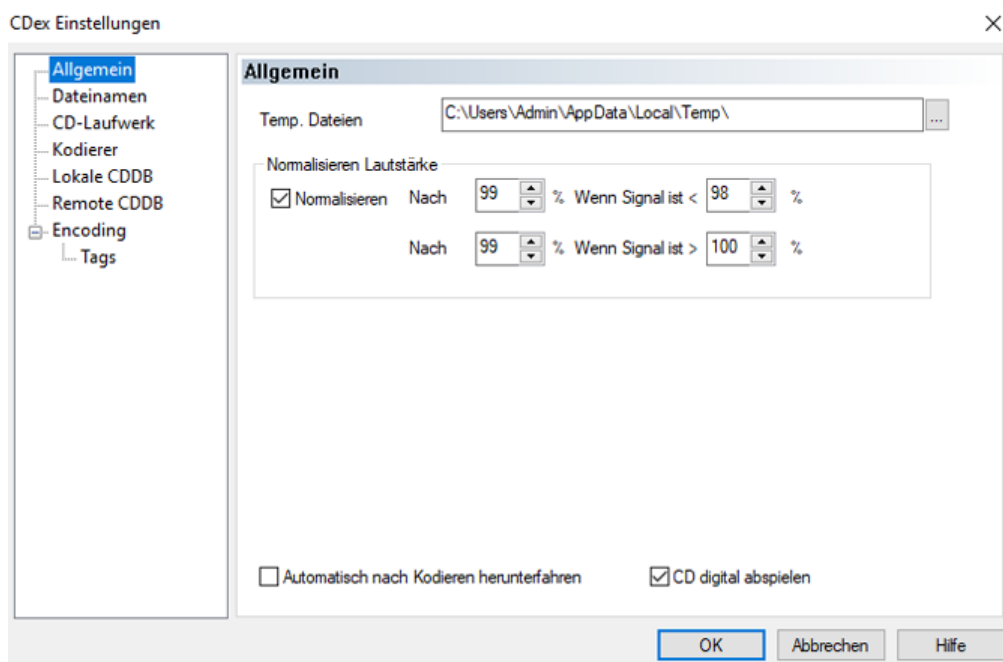 CDex Einstellungen
Allgemein
Dateinamen
CD-Laufwerk
Kodierer
Lokale CDDB
Remote CDDB
Encoding
Tags
Allgemein
Temp. Dateien C:\Users\Admin\AppData\Local\Temp\ ...
Normalisieren Lautstärke
Normalisieren Nach 99 % Wenn Signal ist < 98 %
Nach 99 % Wenn Signal ist > 100 %
Automatisch nach Kodieren herunterfahren CD digital abspielen
OK Abbrechen Hilfe